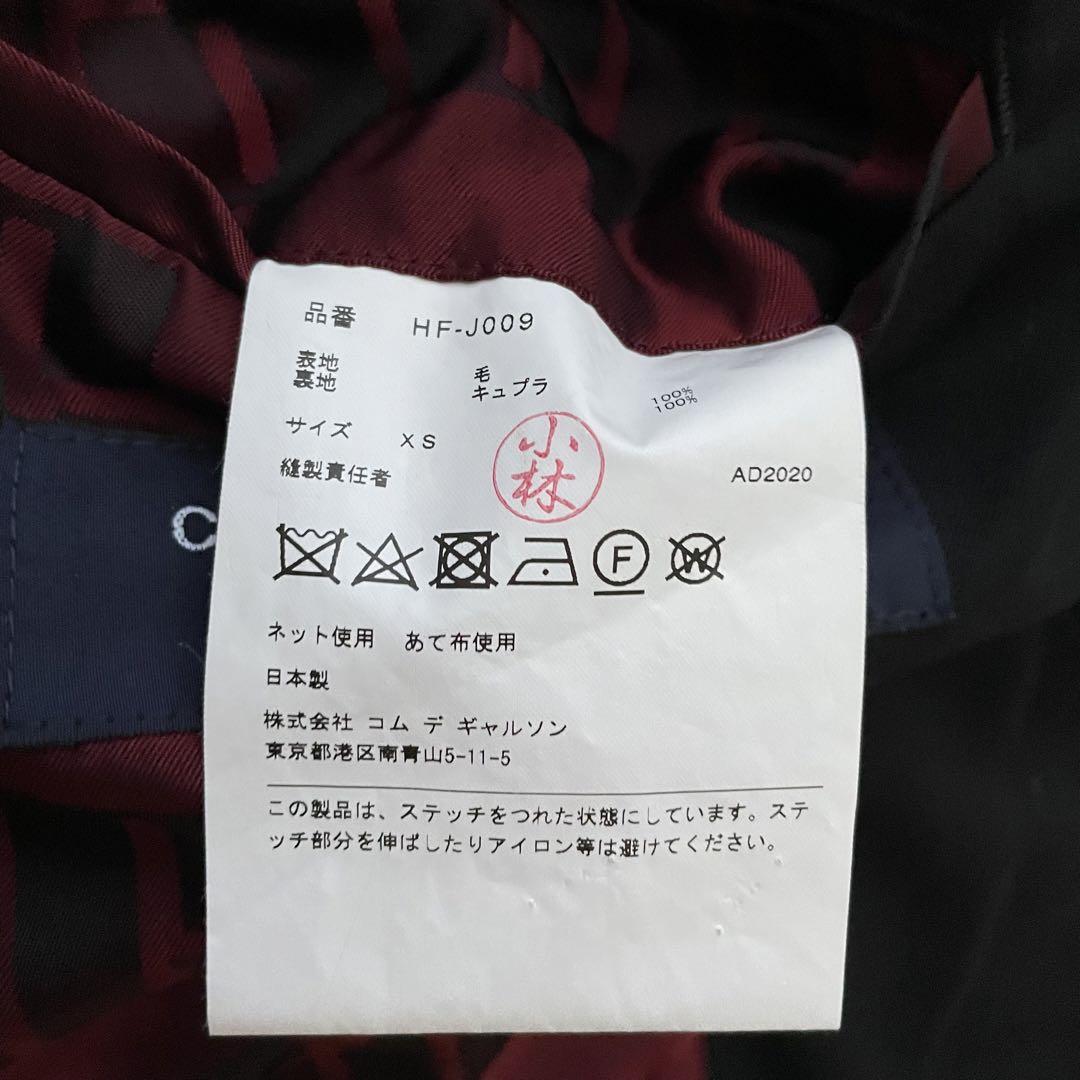 品番 HF-J009
表地 毛 100%
裏地 キュプラ 100%
サイズ XS
縫製責任者 小林 AD2020
F W
ネット使用 あて布使用
日本製
株式会社 コム デ ギャルソン
東京都港区南青山5-11-5
この製品は、ステッチをつれた状態にしています。ステ
ッチ部分を伸ばしたりアイロン等は避けてください。
C